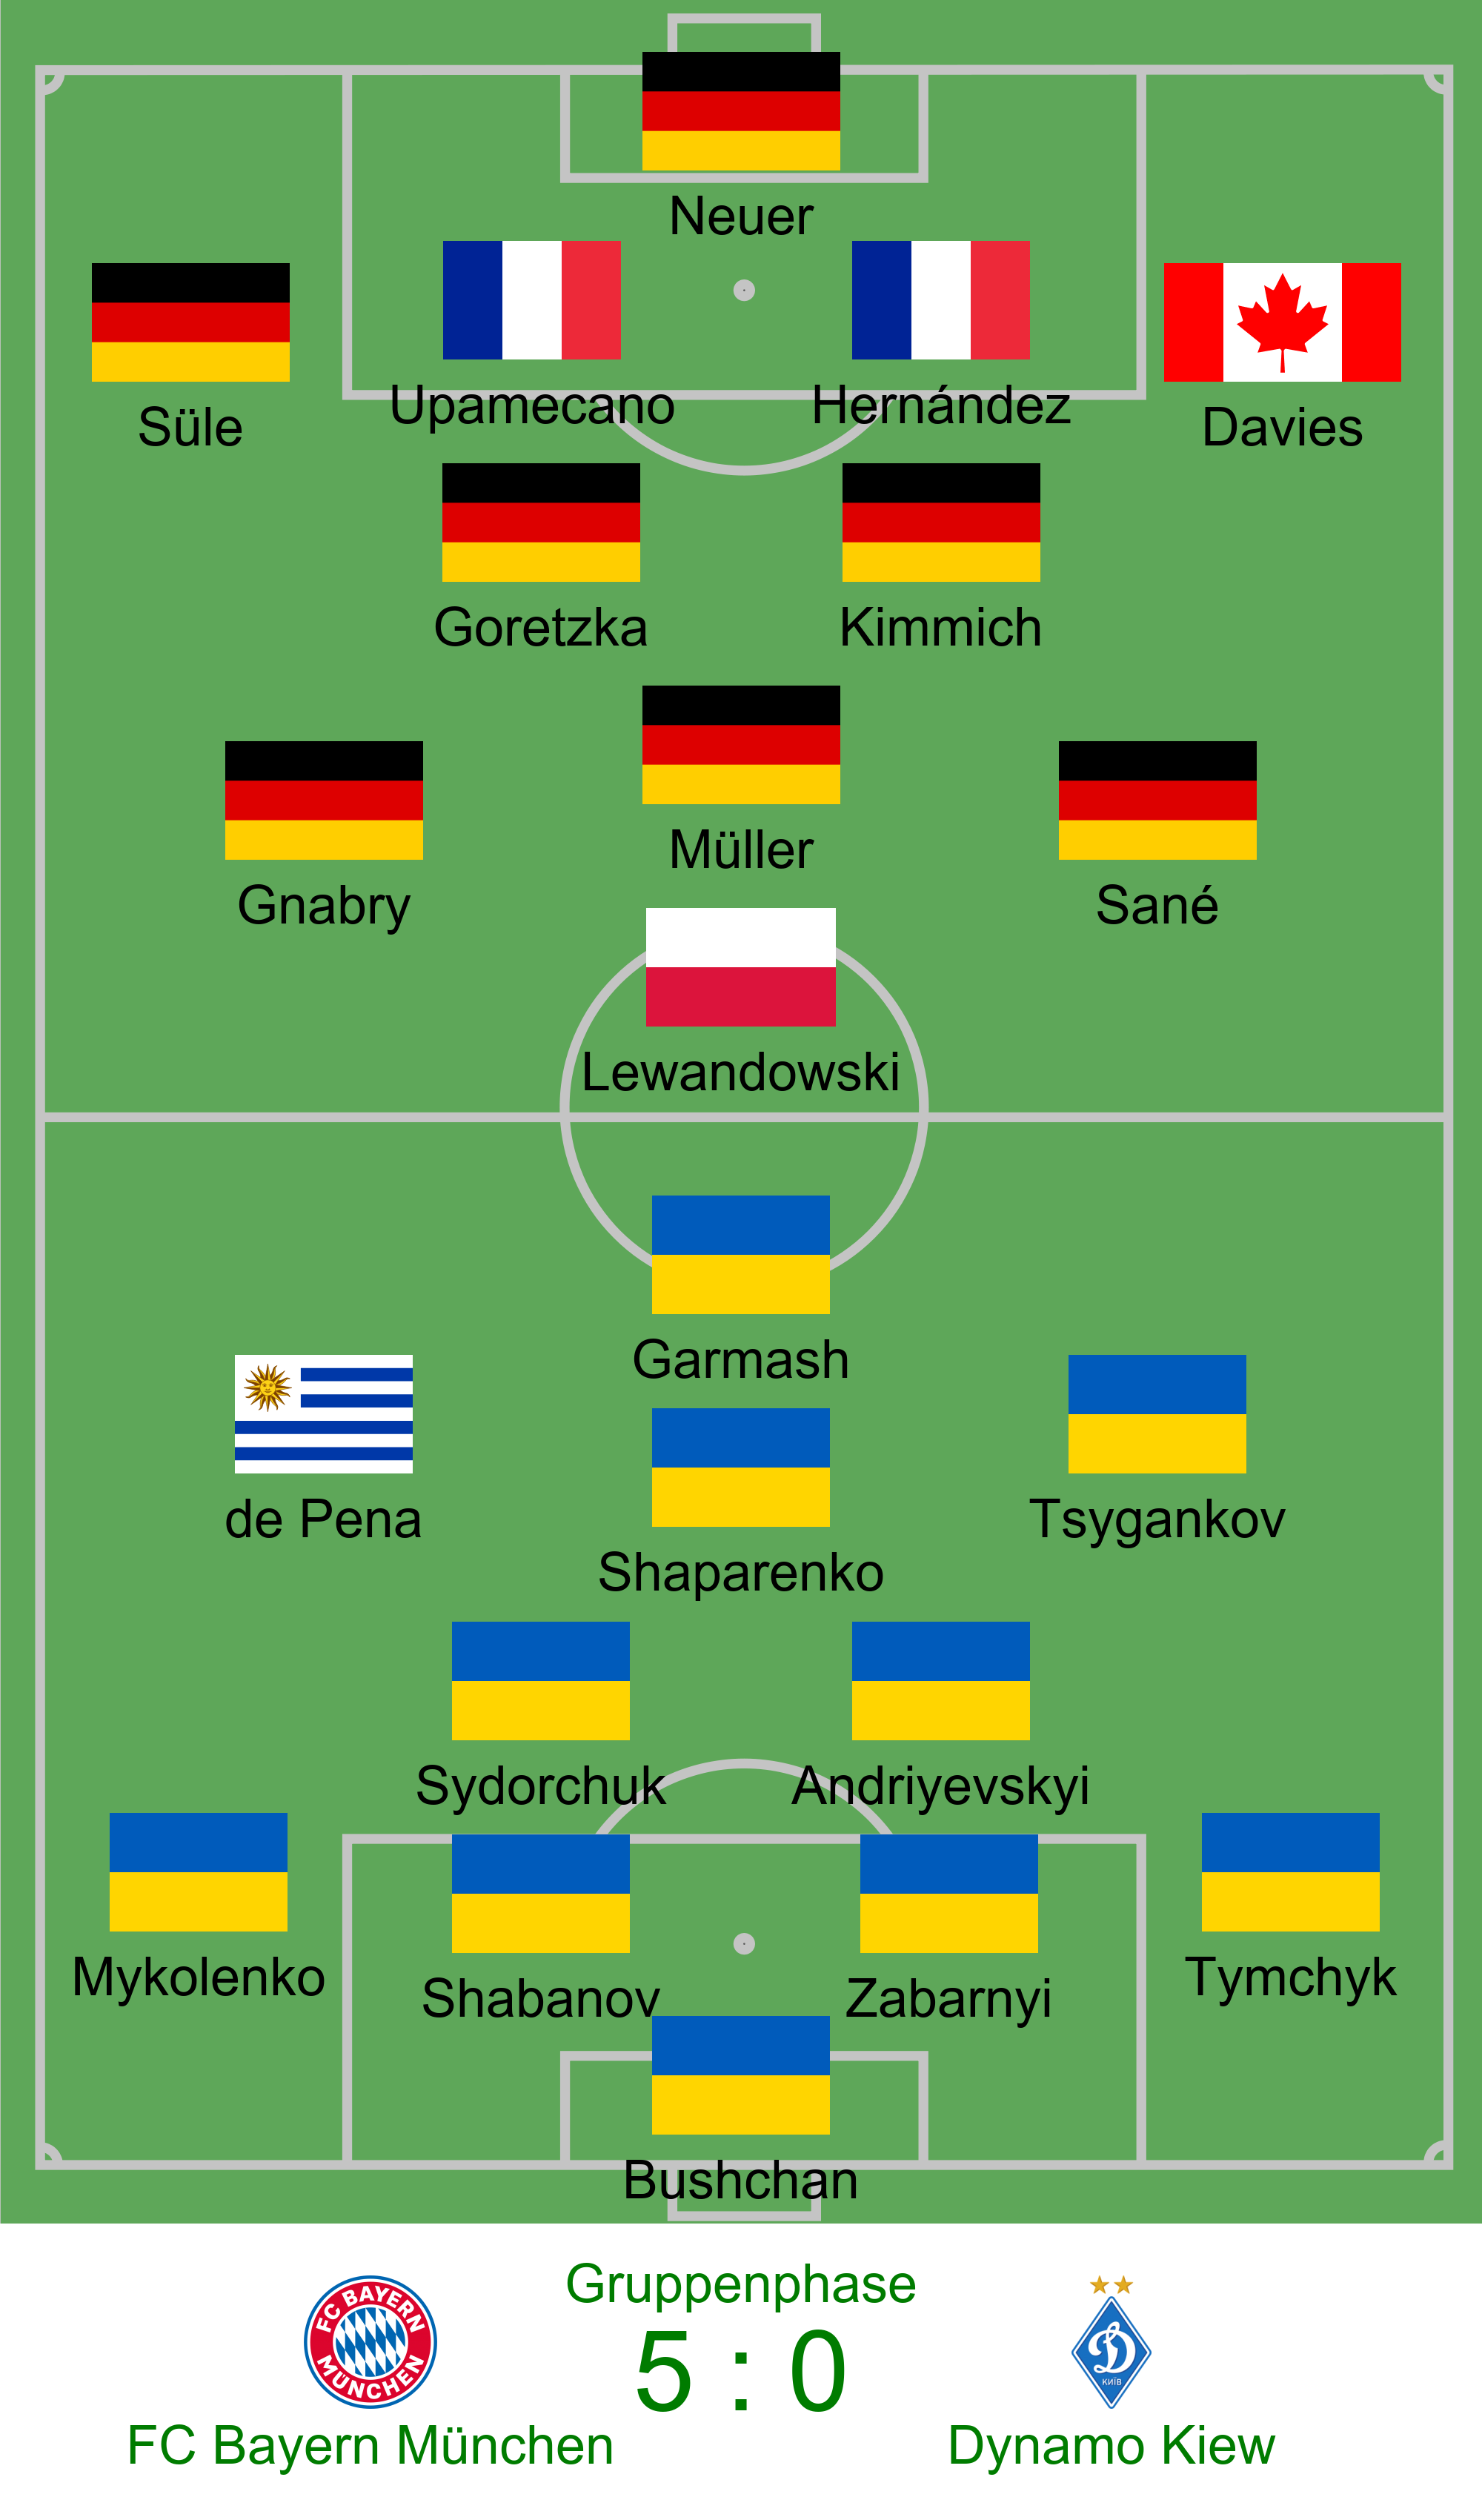 Neuer
Süle
Upamecano
Hernández
Davies
Goretzka
Kimmich
Gnabry
Müller
Sané
Lewandowski
Garmash
de Pena
Shaparenko
Tsygankov
Sydorchuk
Andriyevskyi
Mykolenko
Shabanov
Zabarnyi
Tymchyk
Bushchan
Gruppenphase
FC BAYERN
MÜNCHEN
5 : 0
КИЇВ
FC Bayern München
Dynamo Kiew